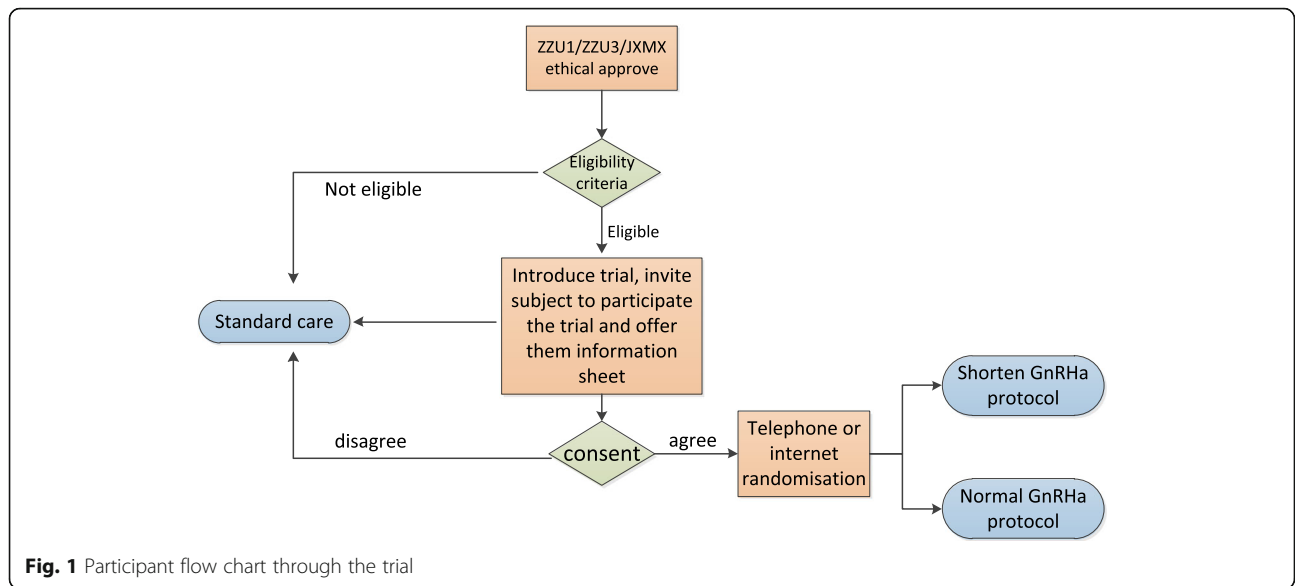 ZZU1/ZZU3/JXMX
ethical approve
Eligibility
criteria
Not eligible
Eligible
Introduce trial, invite
subject to participate
the trial and offer
them information
sheet
Standard care
Shorten GnRHa
protocol
disagree
consent
agree
Telephone or
internet
randomisation
Normal GnRHa
protocol
Fig. 1 Participant flow chart through the trial